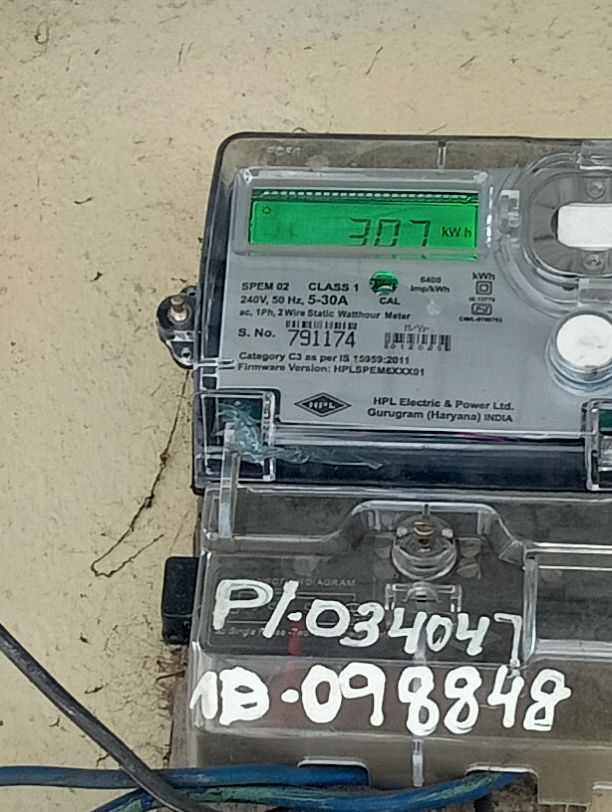 307 kWh
SPEM 02 CLASS 1 6400 imp/kWh kWh
240V, 50 Hz, 5-30A CAL
ac, 1Ph, 2 Wire Static Watthour Meter
S. No. 791174
Category C3 as per IS 15959:2011
Firmware Version: HPLSPEM6XXX01
HPL
HPL Electric & Power Ltd.
Gurugram (Haryana) INDIA
P/-034047
1B-098848